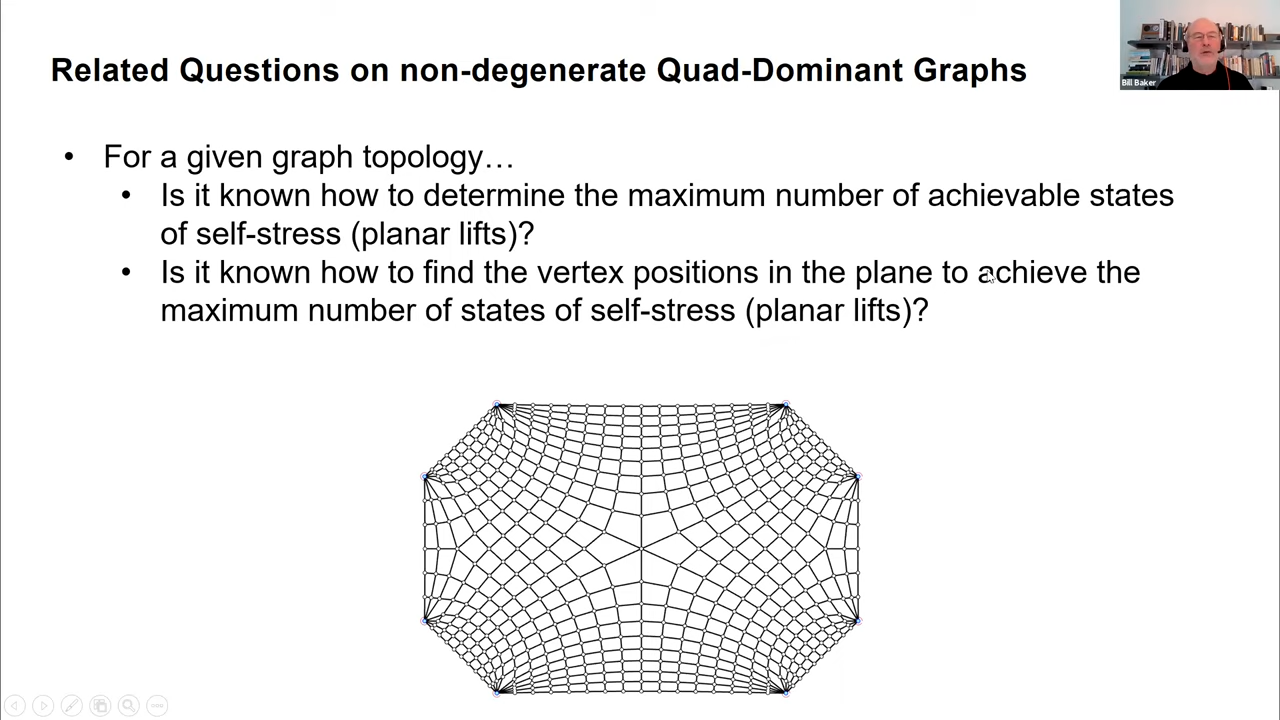 Related Questions on non-degenerate Quad-Dominant Graphs
Bill Baker
• For a given graph topology…
• Is it known how to determine the maximum number of achievable states
of self-stress (planar lifts)?
• Is it known how to find the vertex positions in the plane to achieve the
maximum number of states of self-stress (planar lifts)?